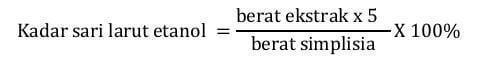 Kadar sari larut etanol = berat ekstrak x 5 / berat simplisia X 100%